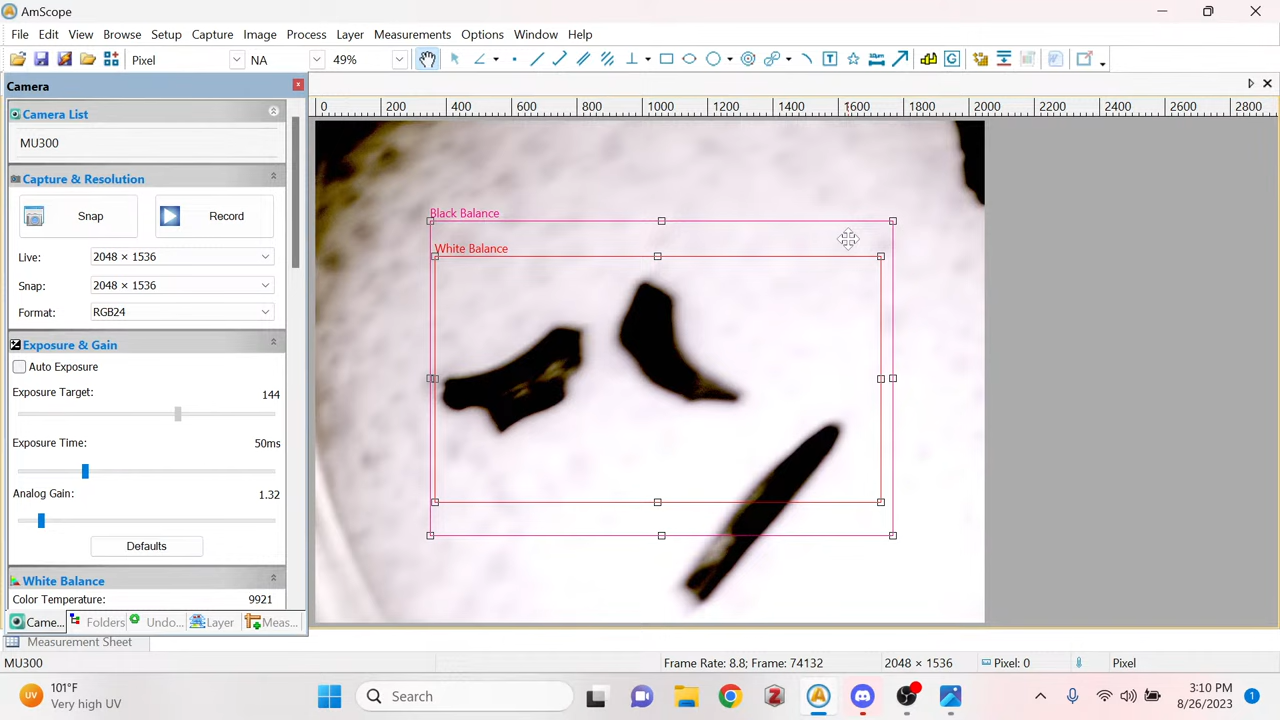 AmScope
File Edit View Browse Setup Capture Image Process Layer Measurements Options Window Help
Pixel NA 49%
Camera
0 200 400 600 800 1000 1200 1400 1600 1800 2000 2200 2400 2600 2800
Camera List
MU300
Capture & Resolution
Snap Record
Live: 2048 × 1536
Snap: 2048 × 1536
Format: RGB24
Exposure & Gain
Auto Exposure
Exposure Target: 144
Exposure Time: 50ms
Analog Gain: 1.32
Defaults
White Balance
Color Temperature: 9921
Black Balance
White Balance
Came... Folders Undo... Layer Meas...
Measurement Sheet
MU300 Frame Rate: 8.8; Frame: 74132 2048 × 1536 Pixel: 0 Pixel
UV 101°F
Very high UV
Search
3:10 PM
8/26/2023
1